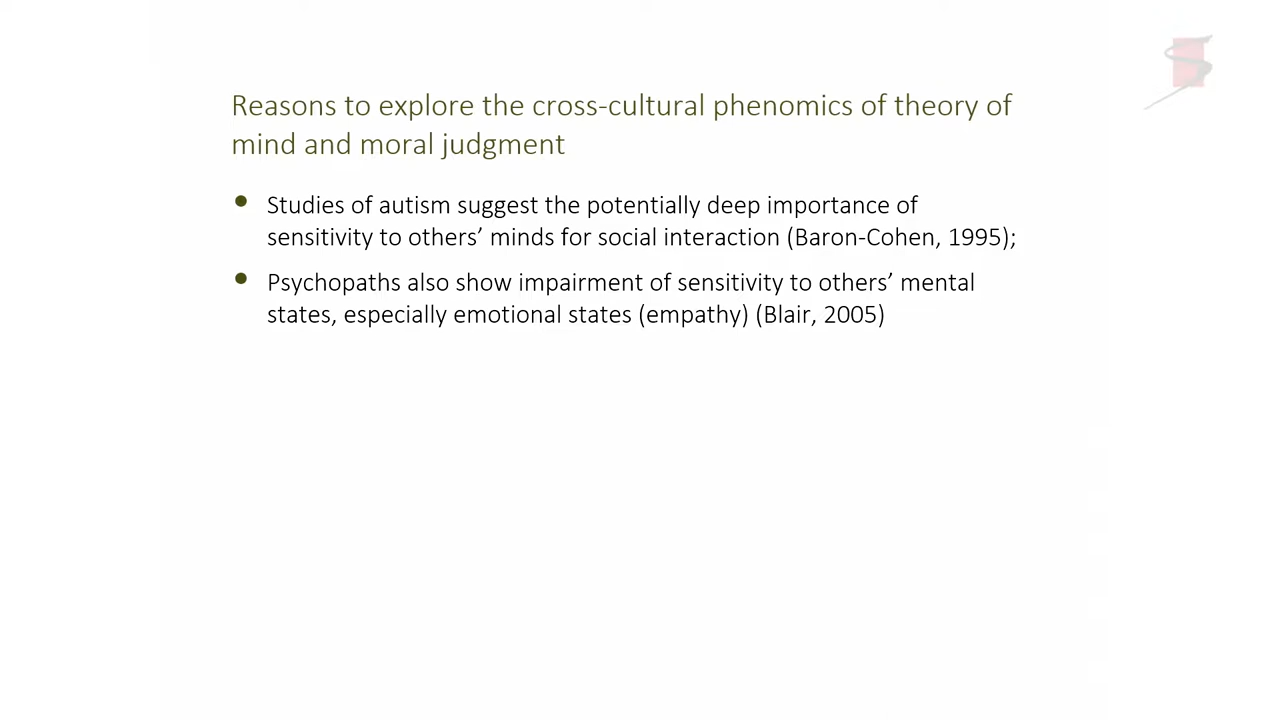 Reasons to explore the cross-cultural phenomics of theory of
mind and moral judgment
• Studies of autism suggest the potentially deep importance of
sensitivity to others’ minds for social interaction (Baron-Cohen, 1995);
• Psychopaths also show impairment of sensitivity to others’ mental
states, especially emotional states (empathy) (Blair, 2005)